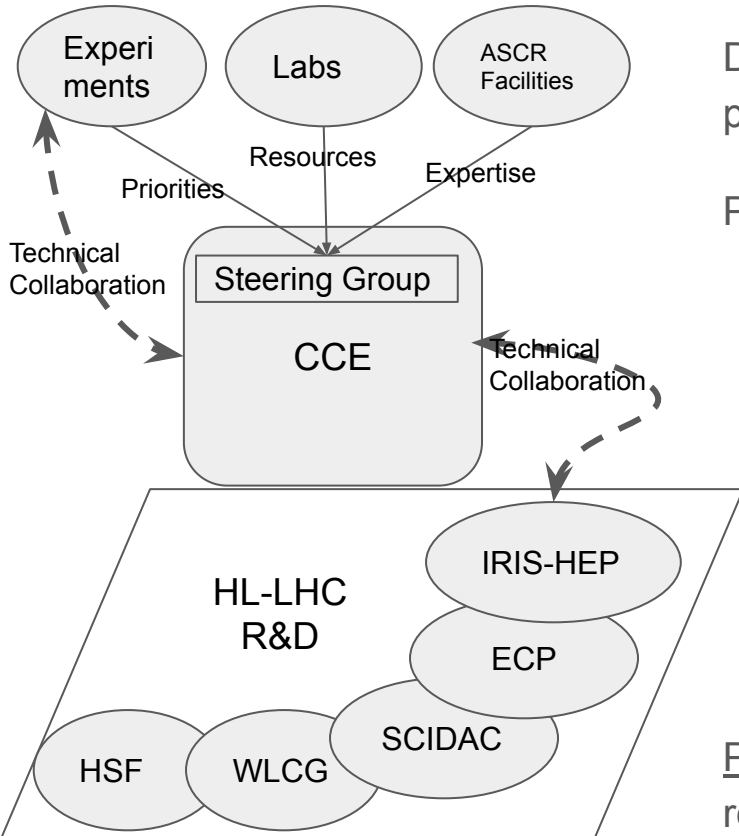 Experi
ments
Labs
ASCR
Facilities
Resources
Priorities
Expertise
Technical
Collaboration
Steering Group
CCE
Technical
Collaboration
IRIS-HEP
HL-LHC
R&D
ECP
SCIDAC
HSF
WLCG